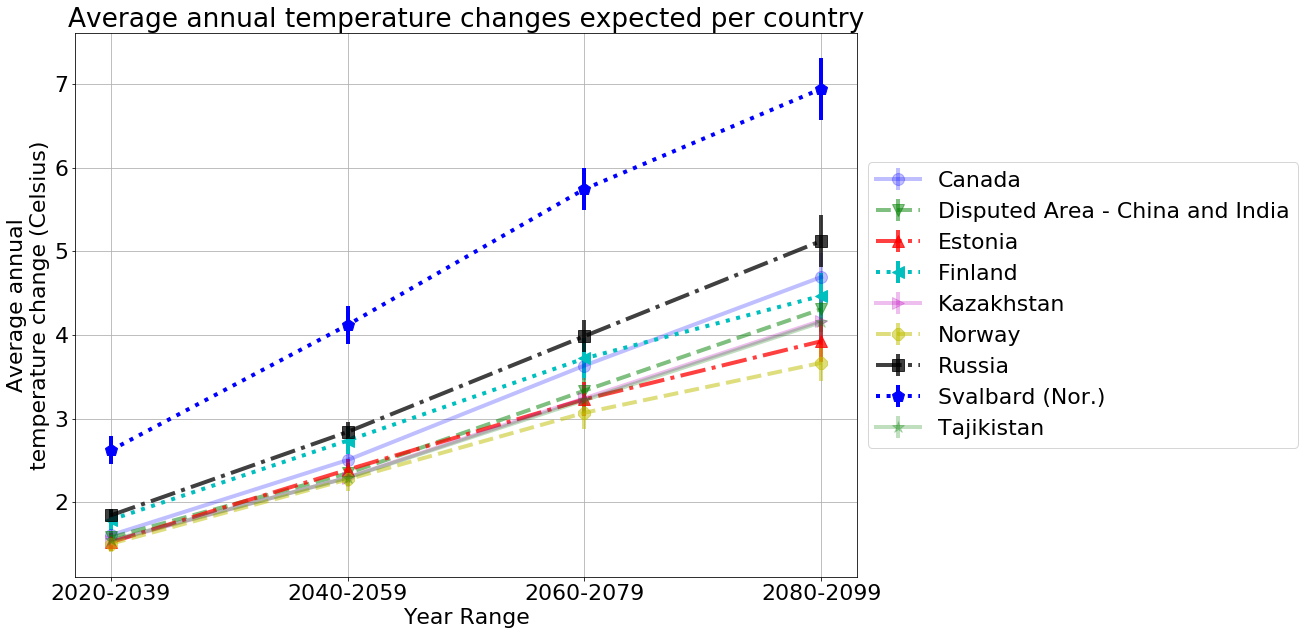 Average annual temperature changes expected per country
Average annual
temperature change (Celsius)
7
6
5
4
3
2
2020-2039 2040-2059 2060-2079 2080-2099
Year Range
Canada
Disputed Area - China and India
Estonia
Finland
Kazakhstan
Norway
Russia
Svalbard (Nor.)
Tajikistan